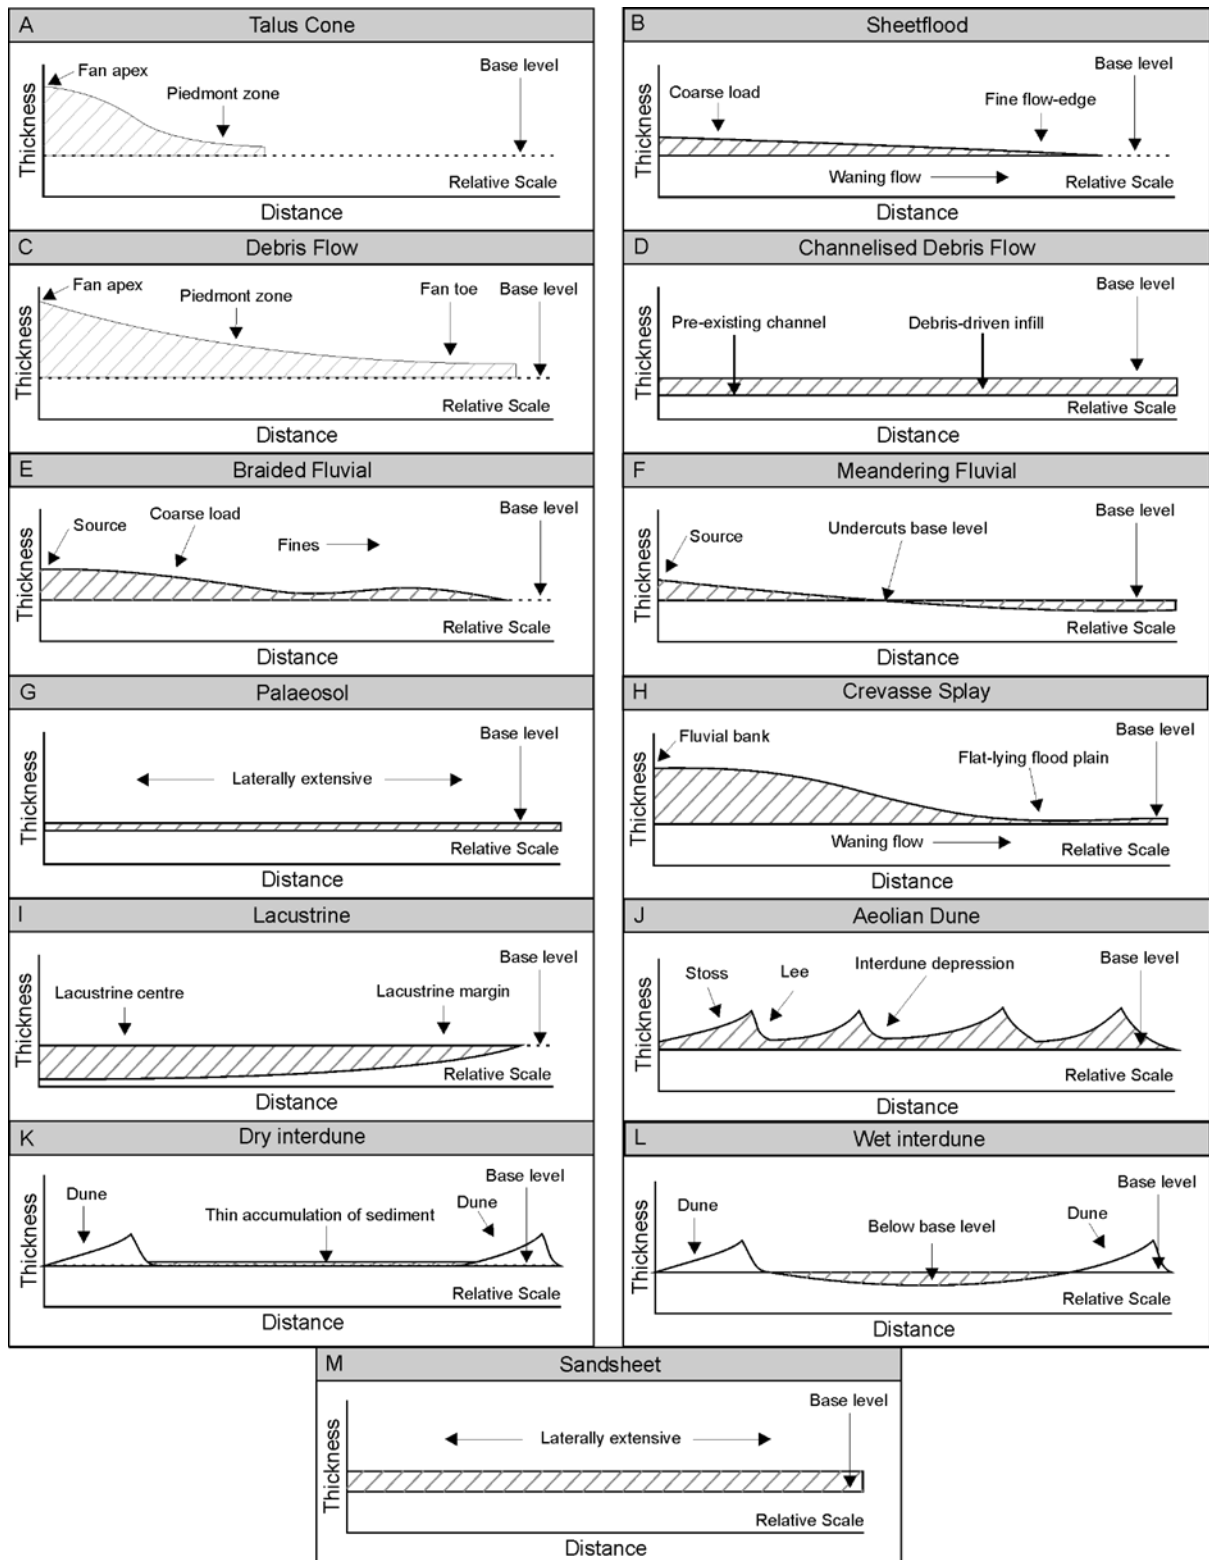 A Talus Cone
Fan apex
Piedmont zone
Base level
Thickness
Relative Scale
Distance
B Sheetflood
Coarse load
Fine flow-edge
Base level
Thickness
Waning flow
Relative Scale
Distance
C Debris Flow
Fan apex
Piedmont zone
Fan toe
Base level
Thickness
Relative Scale
Distance
D Channelised Debris Flow
Base level
Pre-existing channel
Debris-driven infill
Thickness
Relative Scale
Distance
E Braided Fluvial
Source
Coarse load
Fines
Base level
Thickness
Relative Scale
Distance
F Meandering Fluvial
Source
Undercuts base level
Base level
Thickness
Relative Scale
Distance
G Palaeosol
Base level
Laterally extensive
Thickness
Relative Scale
Distance
H Crevasse Splay
Fluvial bank
Flat-lying flood plain
Base level
Thickness
Waning flow
Relative Scale
Distance
I Lacustrine
Lacustrine centre
Lacustrine margin
Base level
Thickness
Relative Scale
Distance
J Aeolian Dune
Stoss
Lee
Interdune depression
Base level
Thickness
Relative Scale
Distance
K Dry interdune
Dune
Thin accumulation of sediment
Dune
Base level
Thickness
Relative Scale
Distance
L Wet interdune
Dune
Below base level
Dune
Base level
Thickness
Relative Scale
Distance
M Sandsheet
Base level
Laterally extensive
Thickness
Relative Scale
Distance